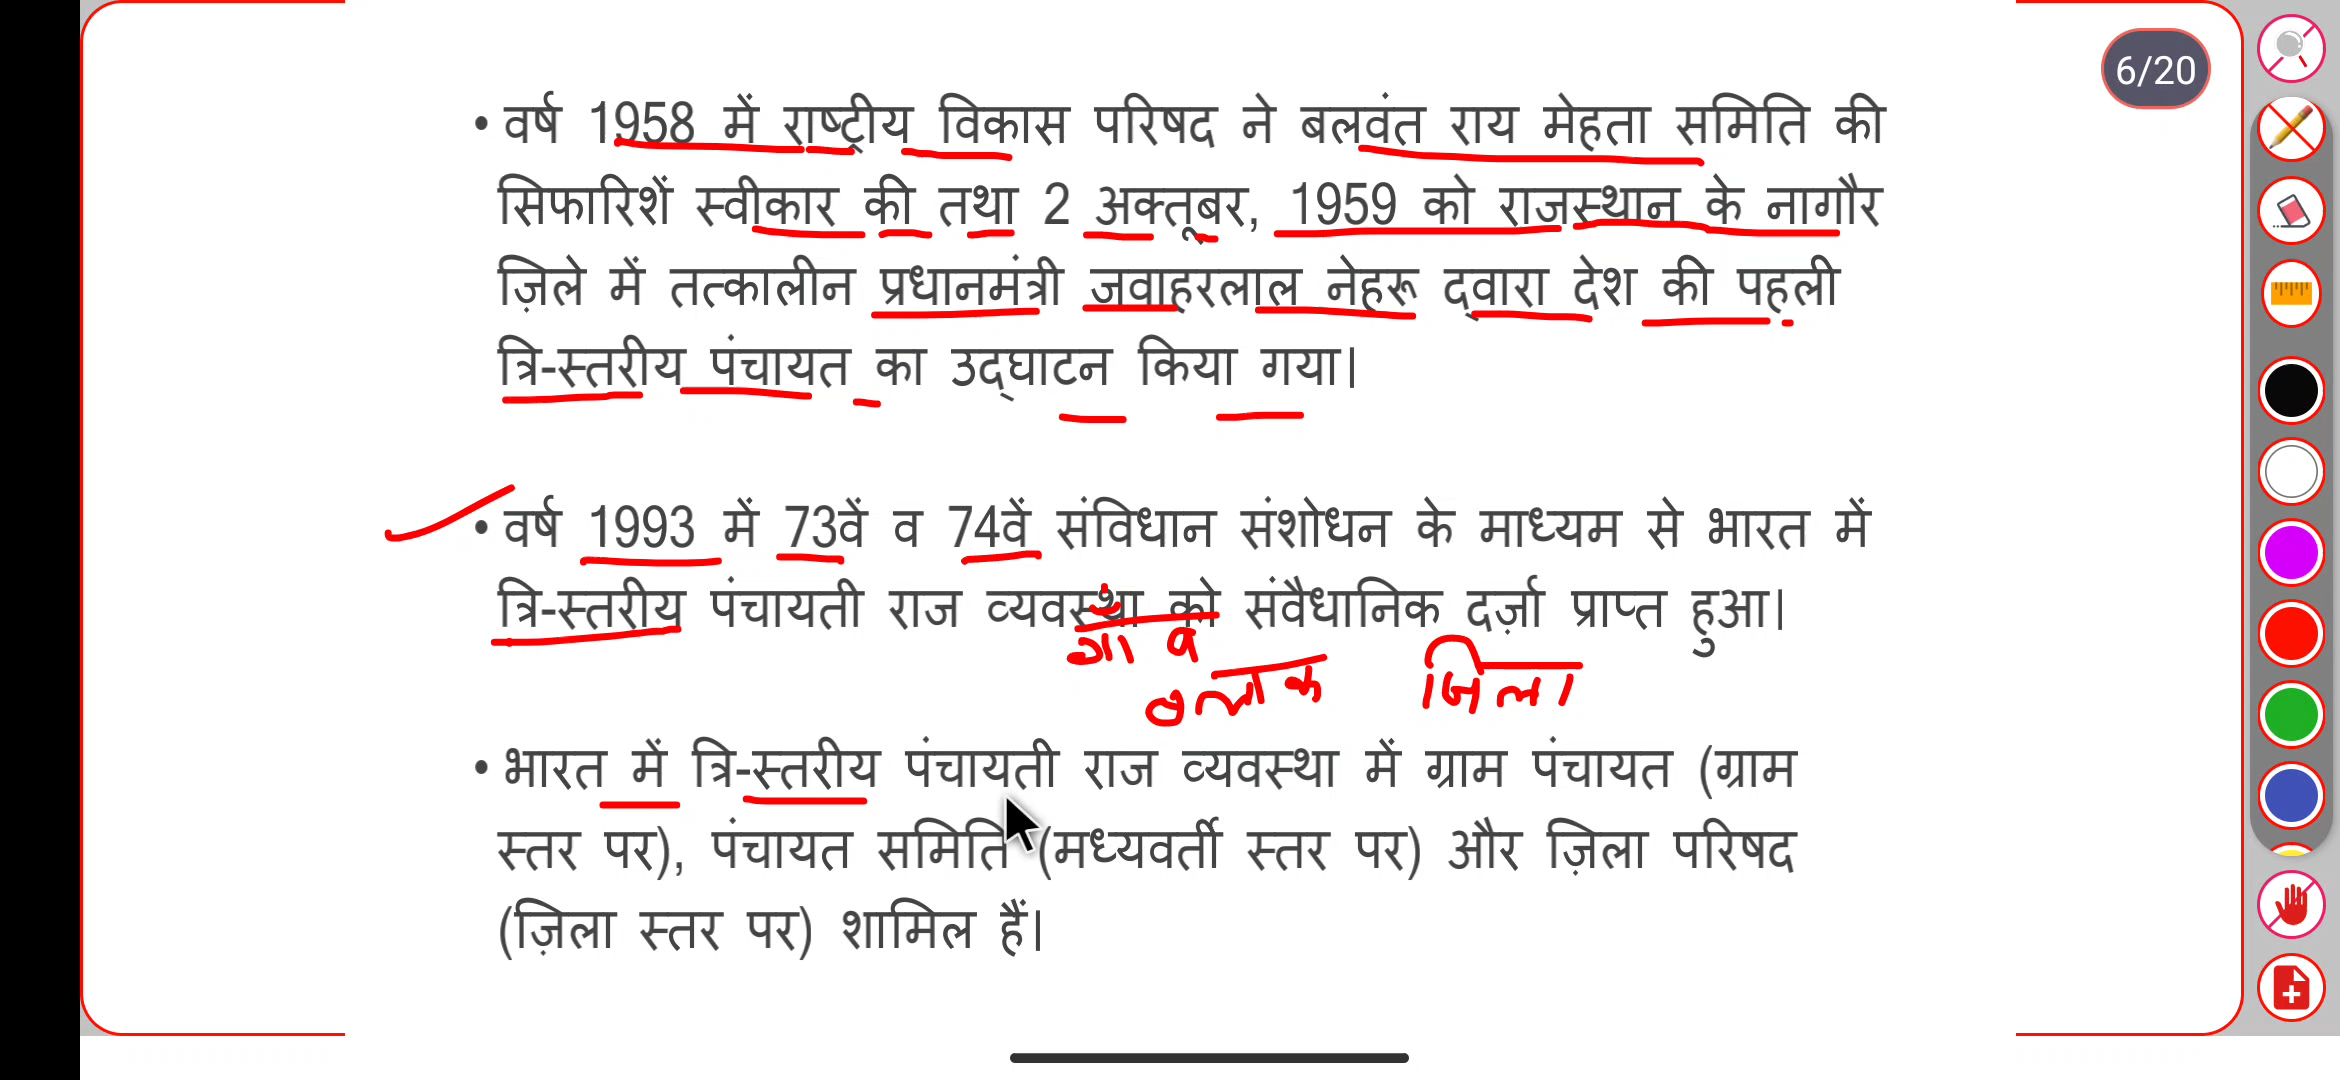 6/20
• वर्ष 1958 में राष्ट्रीय विकास परिषद ने बलवंत राय मेहता समिति की
सिफारिशें स्वीकार की तथा 2 अक्तूबर, 1959 को राजस्थान के नागौर
ज़िले में तत्कालीन प्रधानमंत्री जवाहरलाल नेहरू द्वारा देश की पहली
त्रि-स्तरीय पंचायत का उद्घाटन किया गया।
• वर्ष 1993 में 73वें व 74वें संविधान संशोधन के माध्यम से भारत में
त्रि-स्तरीय पंचायती राज व्यवस्था को संवैधानिक दर्ज़ा प्राप्त हुआ।
गाँव
ब्लाक जिला
• भारत में त्रि-स्तरीय पंचायती राज व्यवस्था में ग्राम पंचायत (ग्राम
स्तर पर), पंचायत समिति (मध्यवर्ती स्तर पर) और ज़िला परिषद
(ज़िला स्तर पर) शामिल हैं।